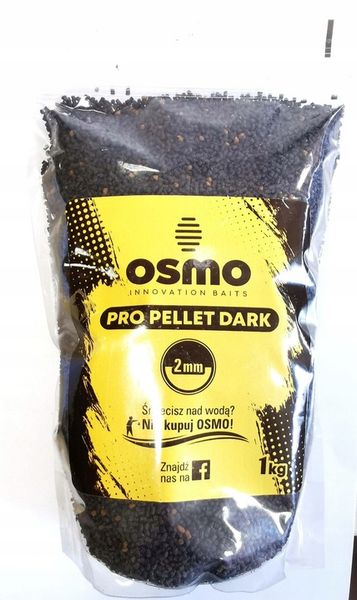 OSMO
INNOVATION BAITS
PRO PELLET DARK
2mm
Śmiecisz nad wodą?
Nie kupuj OSMO!
Znajdź
nas na f
1kg